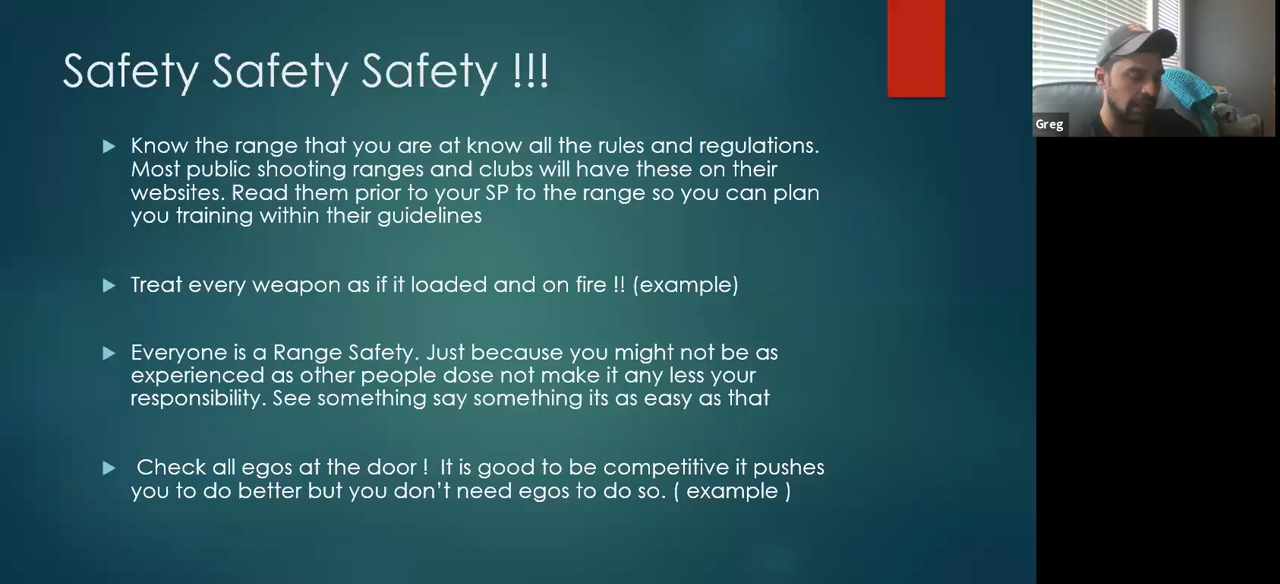 Safety Safety Safety !!!
Know the range that you are at know all the rules and regulations.
Most public shooting ranges and clubs will have these on their
websites. Read them prior to your SP to the range so you can plan
you training within their guidelines
Treat every weapon as if it loaded and on fire !! (example)
Everyone is a Range Safety. Just because you might not be as
experienced as other people dose not make it any less your
responsibility. See something say something its as easy as that
Check all egos at the door ! It is good to be competitive it pushes
you to do better but you don’t need egos to do so. ( example )
Greg